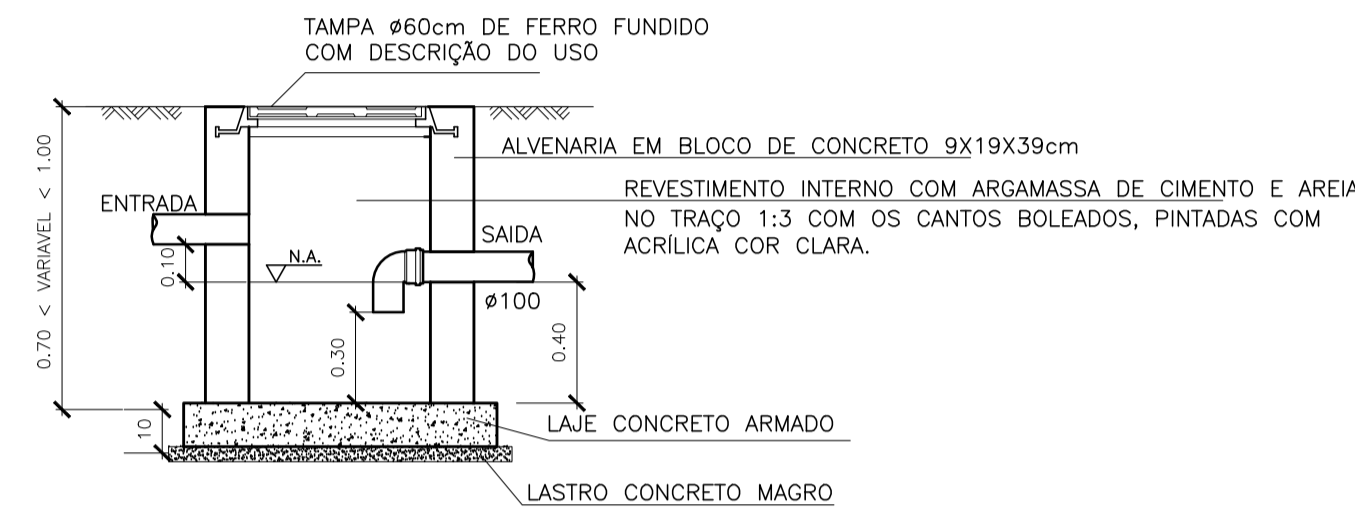 TAMPA ø60cm DE FERRO FUNDIDO
COM DESCRIÇÃO DO USO
ALVENARIA EM BLOCO DE CONCRETO 9X19X39cm
REVESTIMENTO INTERNO COM ARGAMASSA DE CIMENTO E AREIA
NO TRAÇO 1:3 COM OS CANTOS BOLEADOS, PINTADAS COM
ACRÍLICA COR CLARA.
0.70 < VARIAVEL < 1.00
ENTRADA
SAIDA
N.A.
0.10
ø100
0.30
0.40
10
LAJE CONCRETO ARMADO
LASTRO CONCRETO MAGRO